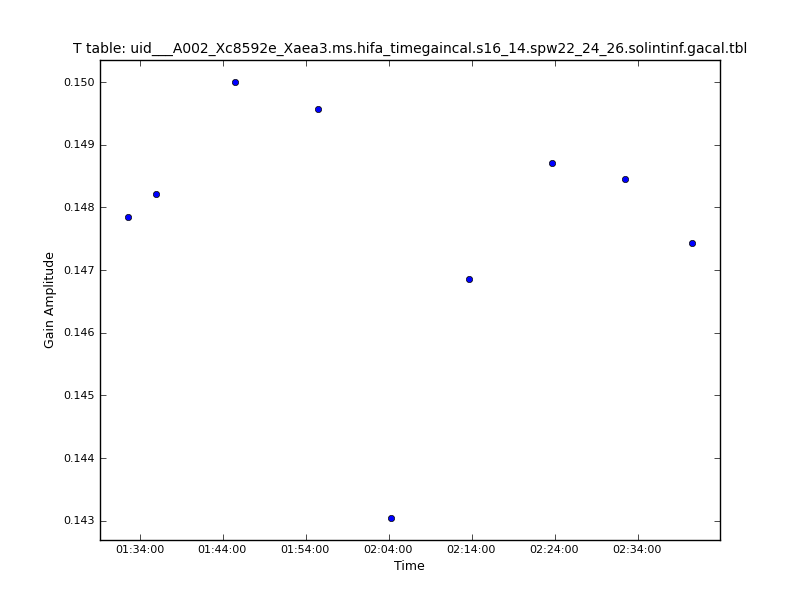 T table: uid___A002_Xc8592e_Xaea3.ms.hifa_timegaincal.s16_14.spw22_24_26.solintinf.gacal.tbl
0.150
0.149
0.148
0.147
0.146
0.145
0.144
0.143
Gain Amplitude
01:34:00 01:44:00 01:54:00 02:04:00 02:14:00 02:24:00 02:34:00
Time